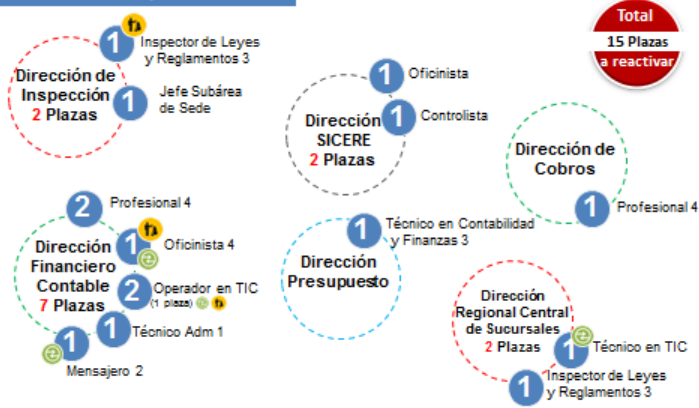 Total
15 Plazas
a reactivar
1
Inspector de Leyes
y Reglamentos 3
Dirección de
Inspección
2 Plazas
1
Jefe Subárea
de Sede
1
Oficinista
1
Controlista
Dirección
SICERE
2 Plazas
Dirección de
Cobros
1
Profesional 4
2
Profesional 4
1
Oficinista 4
Dirección
Financiero
Contable
7 Plazas
2
Operador en TIC
(1 plaza)
1
Técnico Adm 1
1
Mensajero 2
1
Técnico en Contabilidad
y Finanzas 3
Dirección
Presupuesto
Dirección
Regional Central
de Sucursales
2 Plazas
1
Técnico en TIC
1
Inspector de Leyes
y Reglamentos 3